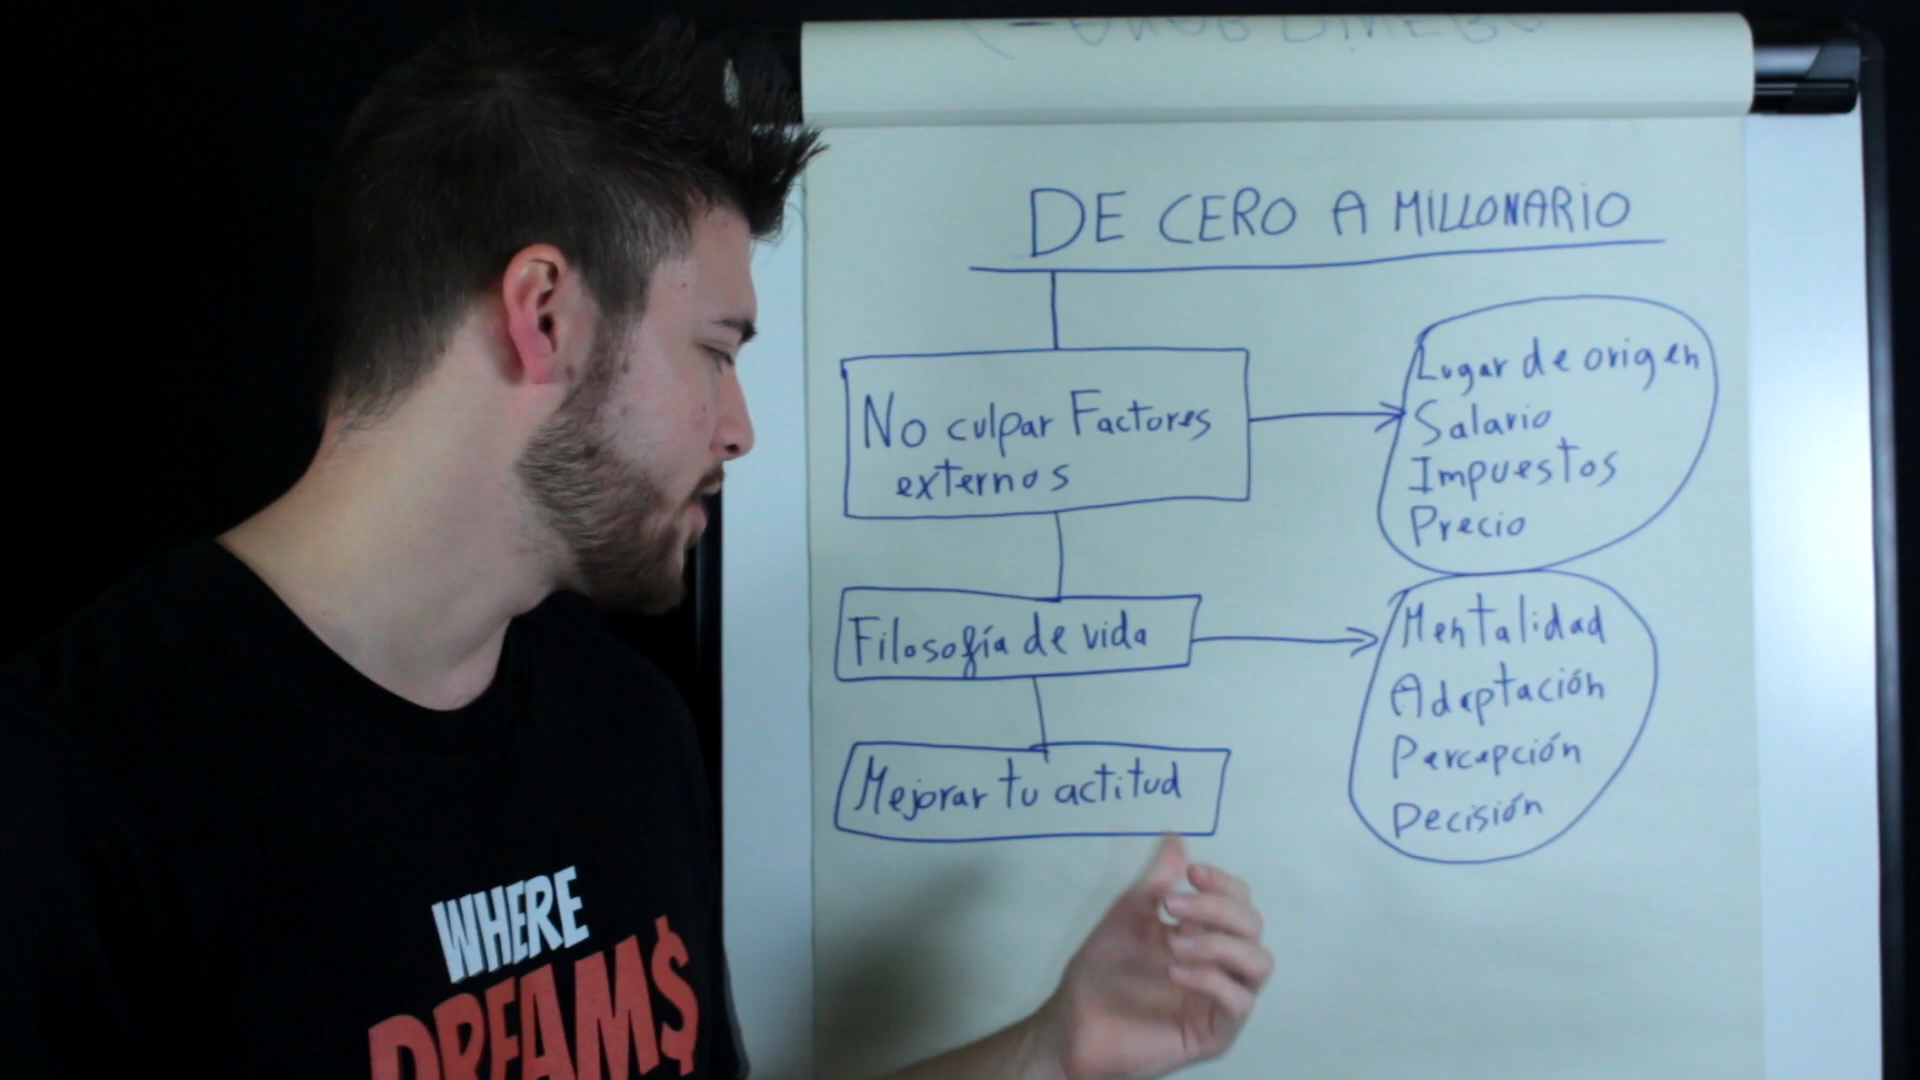 DE CERO A MILLONARIO
No culpar Factores
externos
Lugar de origen
Salario
Impuestos
Precio
Filosofía de vida
Mentalidad
Adaptación
Percepción
Decisión
Mejorar tu actitud
WHERE
DREAM$